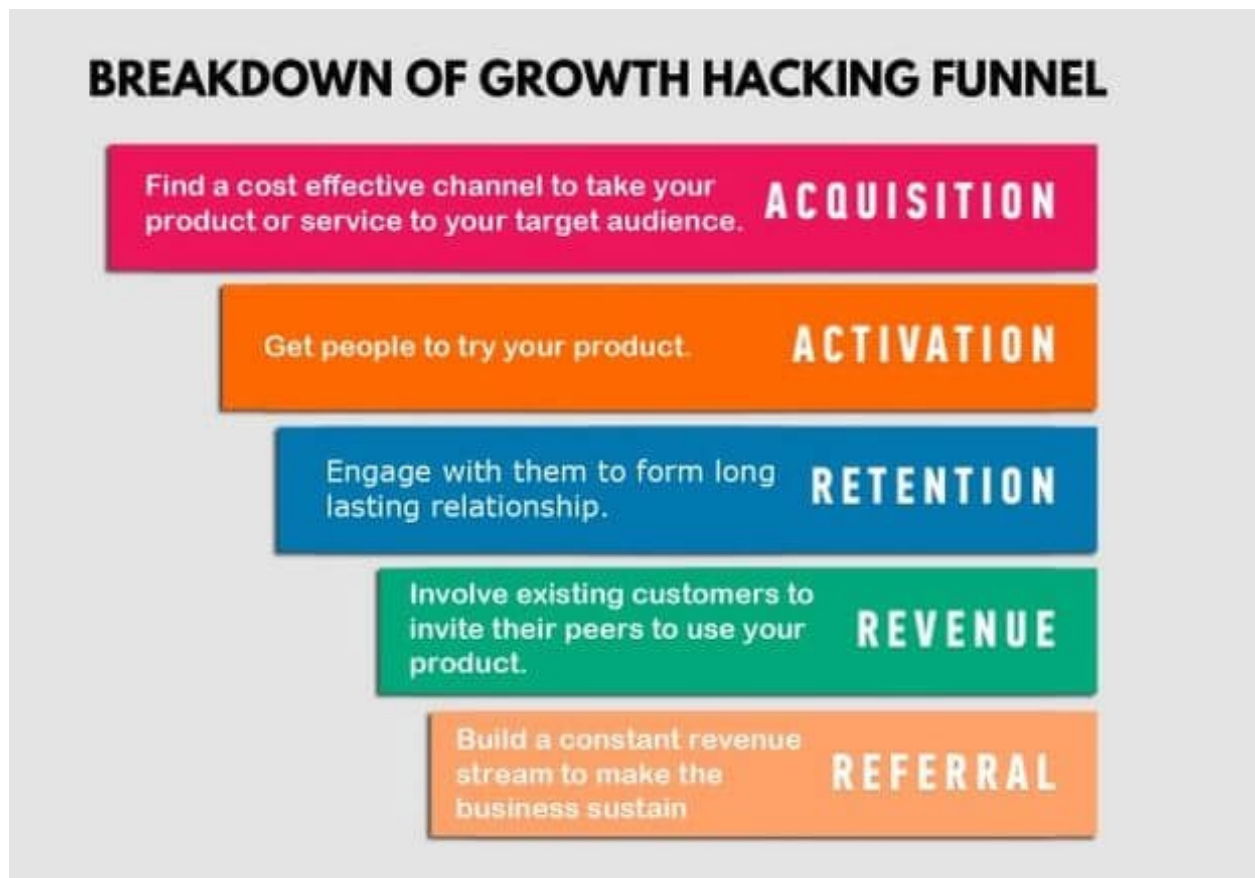 BREAKDOWN OF GROWTH HACKING FUNNEL
Find a cost effective channel to take your
product or service to your target audience.
ACQUISITION
Get people to try your product.
ACTIVATION
Engage with them to form long
lasting relationship.
RETENTION
Involve existing customers to
invite their peers to use your
product.
REVENUE
Build a constant revenue
stream to make the
business sustain
REFERRAL